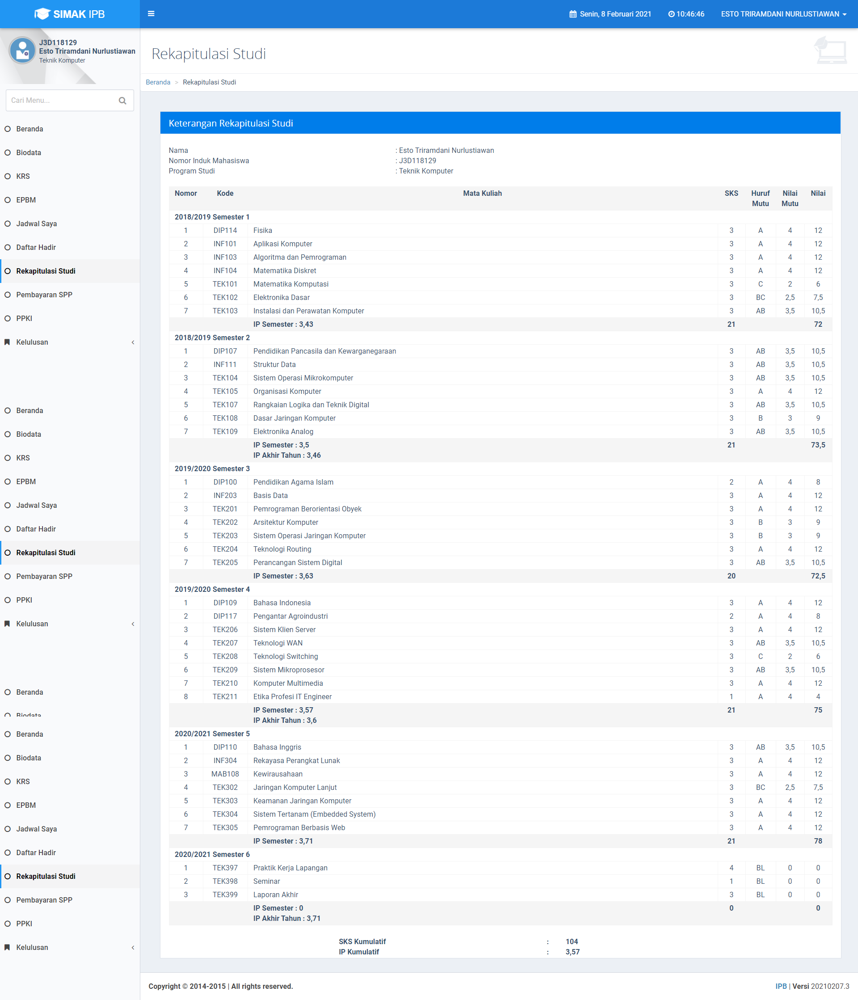 SIMAK IPB
Senin, 8 Februari 2021 10:46:46 ESTO TRIRAMDANI NURLUSTIAWAN
J3D118129
Esto Triramdani Nurlustiawan
Teknik Komputer
Cari Menu...
Beranda
Biodata
KRS
EPBM
Jadwal Saya
Daftar Hadir
Rekapitulasi Studi
Pembayaran SPP
PPKI
Kelulusan
Beranda
Biodata
KRS
EPBM
Jadwal Saya
Daftar Hadir
Rekapitulasi Studi
Pembayaran SPP
PPKI
Kelulusan
Beranda
Biodata
Beranda
Biodata
KRS
EPBM
Jadwal Saya
Daftar Hadir
Rekapitulasi Studi
Pembayaran SPP
PPKI
Kelulusan
Rekapitulasi Studi
Beranda > Rekapitulasi Studi
Keterangan Rekapitulasi Studi
Nama : Esto Triramdani Nurlustiawan
Nomor Induk Mahasiswa : J3D118129
Program Studi : Teknik Komputer
Nomor Kode Mata Kuliah SKS Huruf Mutu Nilai Mutu Nilai
2018/2019 Semester 1
1 DIP114 Fisika 3 A 4 12
2 INF101 Aplikasi Komputer 3 A 4 12
3 INF103 Algoritma dan Pemrograman 3 A 4 12
4 INF104 Matematika Diskret 3 A 4 12
5 TEK101 Matematika Komputasi 3 C 2 6
6 TEK102 Elektronika Dasar 3 BC 2,5 7,5
7 TEK103 Instalasi dan Perawatan Komputer 3 AB 3,5 10,5
IP Semester : 3,43 21 72
2018/2019 Semester 2
1 DIP107 Pendidikan Pancasila dan Kewarganegaraan 3 AB 3,5 10,5
2 INF111 Struktur Data 3 AB 3,5 10,5
3 TEK104 Sistem Operasi Mikrokomputer 3 AB 3,5 10,5
4 TEK105 Organisasi Komputer 3 A 4 12
5 TEK107 Rangkaian Logika dan Teknik Digital 3 AB 3,5 10,5
6 TEK108 Dasar Jaringan Komputer 3 B 3 9
7 TEK109 Elektronika Analog 3 AB 3,5 10,5
IP Semester : 3,5 21 73,5
IP Akhir Tahun : 3,46
2019/2020 Semester 3
1 DIP100 Pendidikan Agama Islam 2 A 4 8
2 INF203 Basis Data 3 A 4 12
3 TEK201 Pemrograman Berorientasi Obyek 3 A 4 12
4 TEK202 Arsitektur Komputer 3 B 3 9
5 TEK203 Sistem Operasi Jaringan Komputer 3 B 3 9
6 TEK204 Teknologi Routing 3 A 4 12
7 TEK205 Perancangan Sistem Digital 3 AB 3,5 10,5
IP Semester : 3,63 20 72,5
2019/2020 Semester 4
1 DIP109 Bahasa Indonesia 3 A 4 12
2 DIP117 Pengantar Agroindustri 2 A 4 8
3 TEK206 Sistem Klien Server 3 A 4 12
4 TEK207 Teknologi WAN 3 AB 3,5 10,5
5 TEK208 Teknologi Switching 3 C 2 6
6 TEK209 Sistem Mikroprosesor 3 AB 3,5 10,5
7 TEK210 Komputer Multimedia 3 A 4 12
8 TEK211 Etika Profesi IT Engineer 1 A 4 4
IP Semester : 3,57 21 75
IP Akhir Tahun : 3,6
2020/2021 Semester 5
1 DIP110 Bahasa Inggris 3 AB 3,5 10,5
2 INF304 Rekayasa Perangkat Lunak 3 A 4 12
3 MAB108 Kewirausahaan 3 A 4 12
4 TEK302 Jaringan Komputer Lanjut 3 BC 2,5 7,5
5 TEK303 Keamanan Jaringan Komputer 3 A 4 12
6 TEK304 Sistem Tertanam (Embedded System) 3 A 4 12
7 TEK305 Pemrograman Berbasis Web 3 A 4 12
IP Semester : 3,71 21 78
2020/2021 Semester 6
1 TEK397 Praktik Kerja Lapangan 4 BL 0 0
2 TEK398 Seminar 1 BL 0 0
3 TEK399 Laporan Akhir 3 BL 0 0
IP Semester : 0 0 0
IP Akhir Tahun : 3,71
SKS Kumulatif : 104
IP Kumulatif : 3,57
Copyright © 2014-2015 | All rights reserved. IPB | Versi 20210207.3